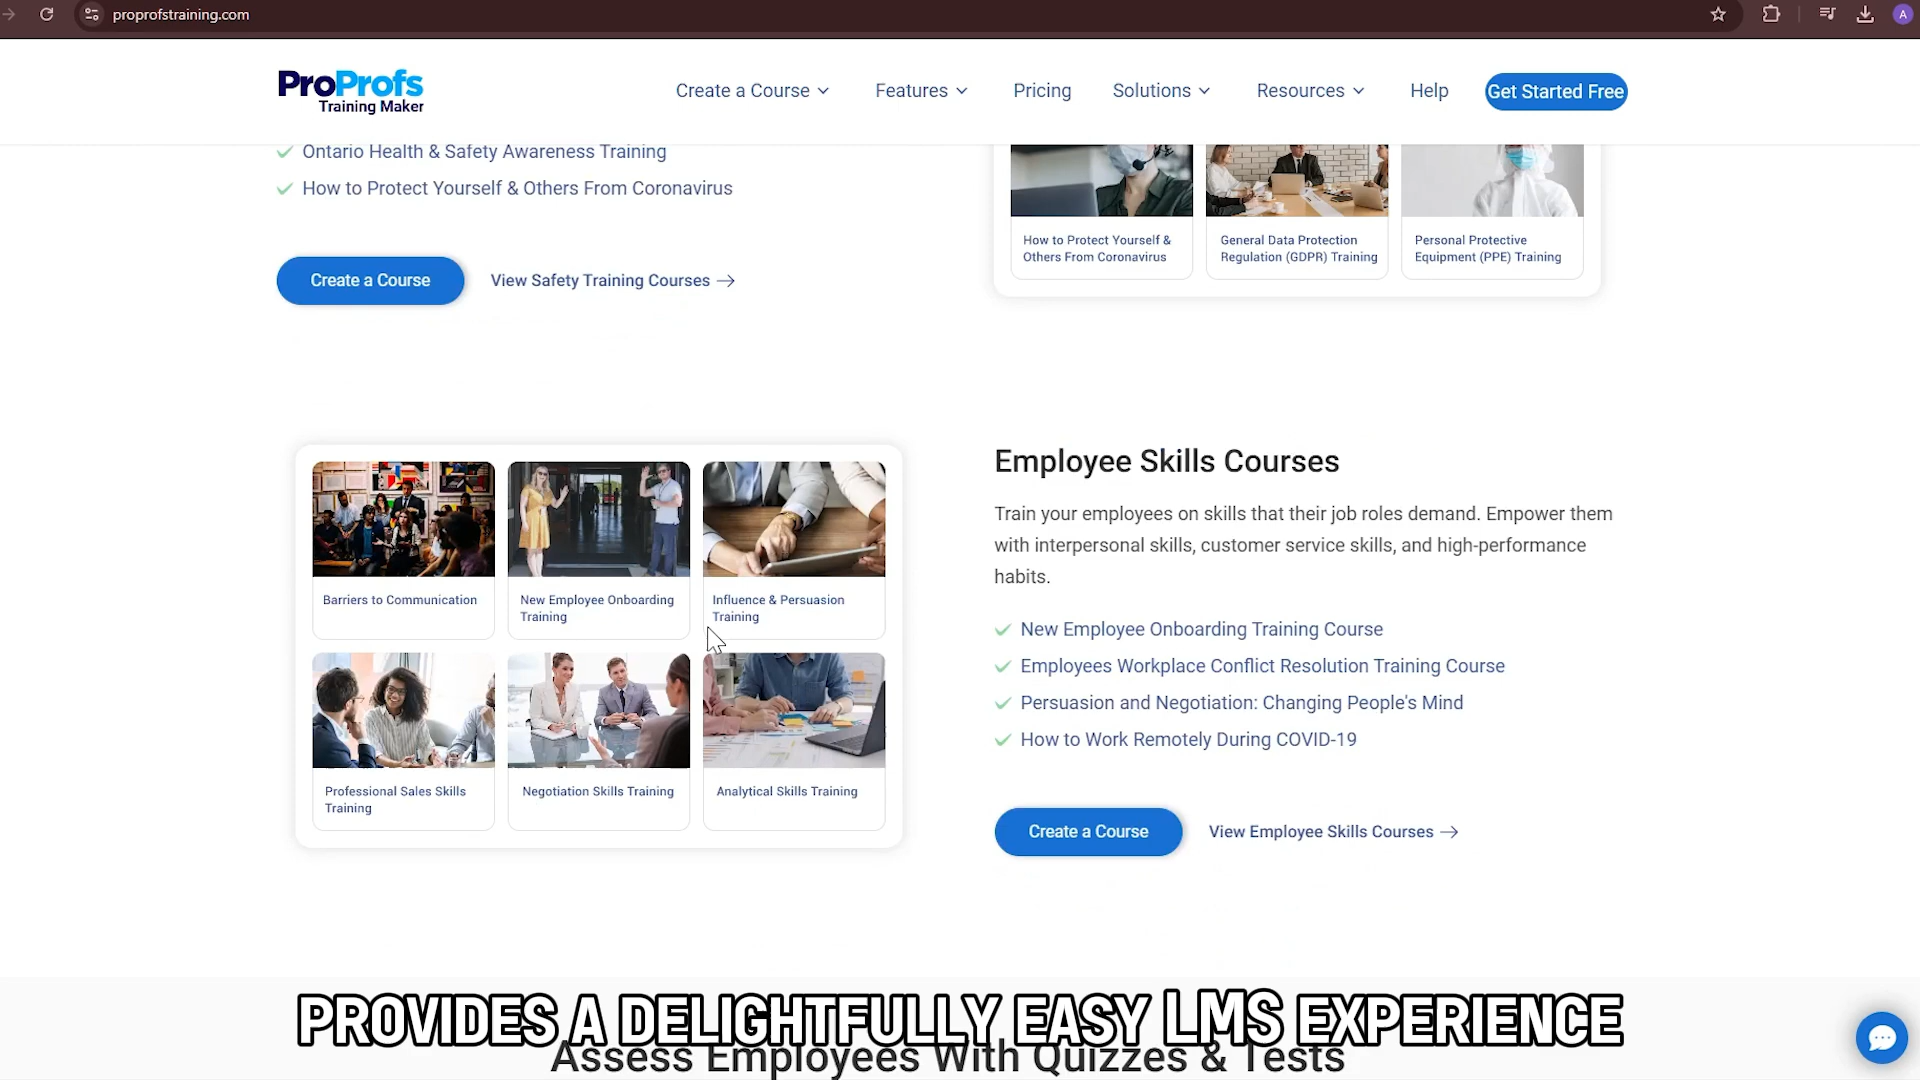 proprofstraining.com
A
ProProfs
Training Maker
Create a Course
Features
Pricing
Solutions
Resources
Help
Get Started Free
Ontario Health & Safety Awareness Training
How to Protect Yourself & Others From Coronavirus
Create a Course
View Safety Training Courses →
How to Protect Yourself &
Others From Coronavirus
General Data Protection
Regulation (GDPR) Training
Personal Protective
Equipment (PPE) Training
Barriers to Communication
New Employee Onboarding
Training
Influence & Persuasion
Training
Professional Sales Skills
Training
Negotiation Skills Training
Analytical Skills Training
Employee Skills Courses
Train your employees on skills that their job roles demand. Empower them
with interpersonal skills, customer service skills, and high-performance
habits.
New Employee Onboarding Training Course
Employees Workplace Conflict Resolution Training Course
Persuasion and Negotiation: Changing People's Mind
How to Work Remotely During COVID-19
Create a Course
View Employee Skills Courses →
PROVIDES A DELIGHTFULLY EASY LMS EXPERIENCE
Assess Employees With Quizzes & Tests